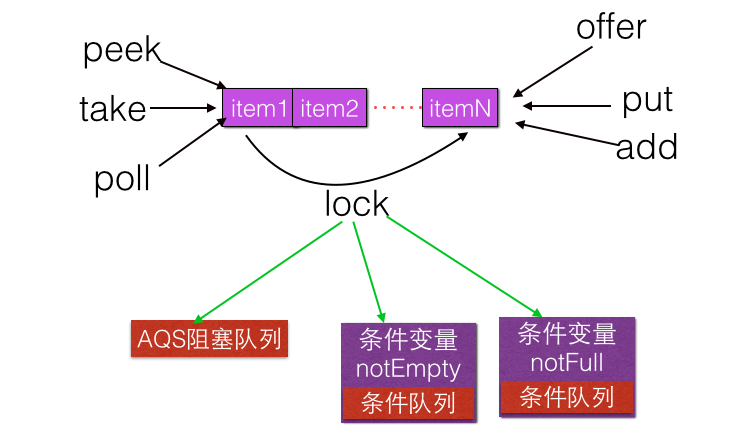 offer
peek
take
poll
item1
item2
itemN
put
add
lock
AQS阻塞队列
条件变量
notEmpty
条件队列
条件变量
notFull
条件队列